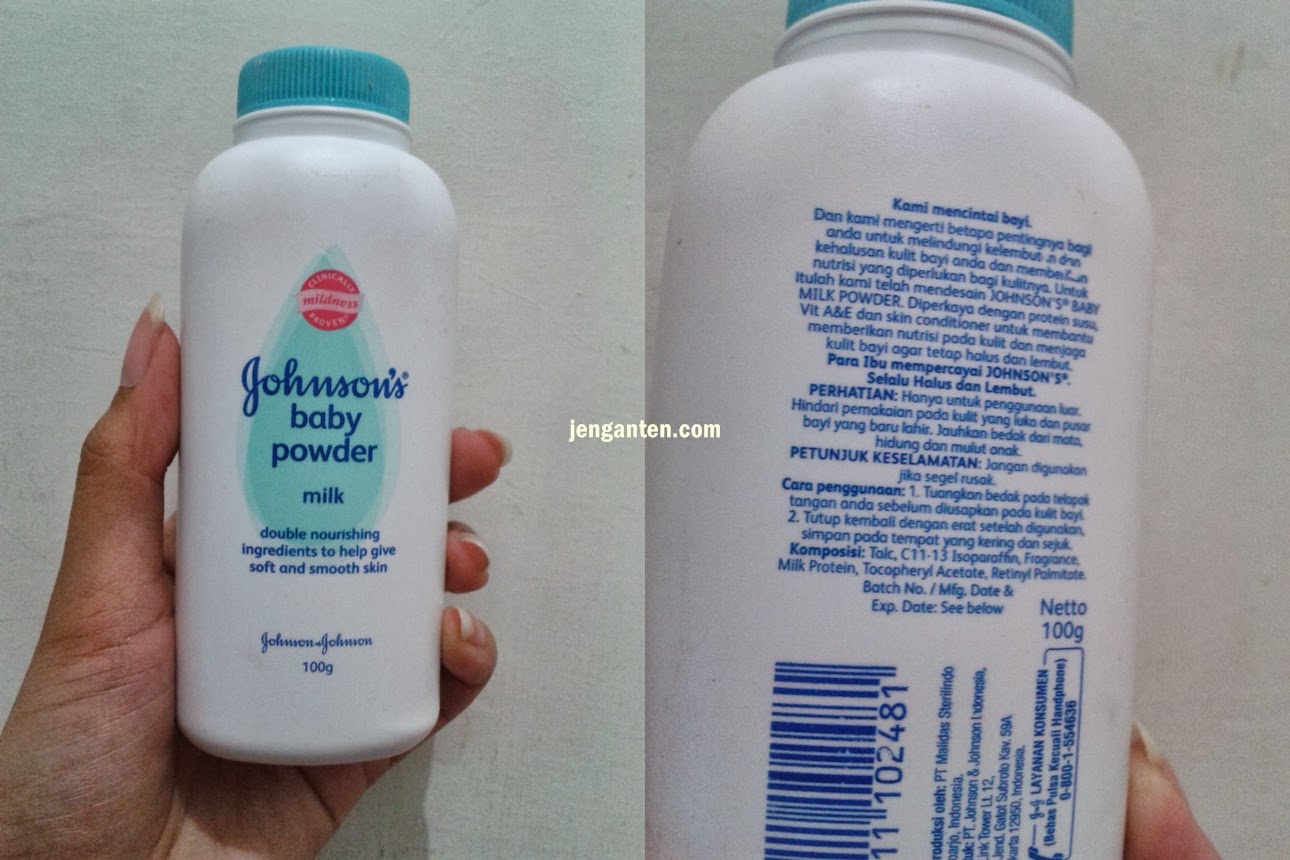 CLINICALLY
mildness
PROVEN
Johnson's®
baby
powder
milk
double nourishing
ingredients to help give
soft and smooth skin
Johnson & Johnson
100g
jenganten.com
Kami mencintai bayi.
Dan kami mengerti betapa pentingnya bagi
anda untuk melindungi kelembutan dan
kehalusan kulit bayi anda dan memberikan
nutrisi yang diperlukan bagi kulitnya. Untuk
itulah kami telah mendesain JOHNSON'S® BABY
MILK POWDER. Diperkaya dengan protein susu,
Vit A&E dan skin conditioner untuk membantu
memberikan nutrisi pada kulit dan menjaga
kulit bayi agar tetap halus dan lembut.
Para Ibu mempercayai JOHNSON'S®.
Selalu Halus dan Lembut.
PERHATIAN: Hanya untuk penggunaan luar.
Hindari pemakaian pada kulit yang luka dan pusar
bayi yang baru lahir. Jauhkan bedak dari mata,
hidung dan mulut anak.
PETUNJUK KESELAMATAN: Jangan digunakan
jika segel rusak.
Cara penggunaan: 1. Tuangkan bedak pada telapak
tangan anda sebelum diusapkan pada kulit bayi.
2. Tutup kembali dengan erat setelah digunakan,
simpan pada tempat yang kering dan sejuk.
Komposisi: Talc, C11-13 Isoparaffin, Fragrance,
Milk Protein, Tocopheryl Acetate, Retinyl Palmitate.
Batch No. / Mfg. Date &
Exp. Date: See below
Netto
100g
11 102481
oleh: PT Malidas Sterilindo
Indonesia.
PT. Johnson & Johnson Indonesia,
Tower Lt. 12,
Jend. Gatot Subroto Kav. 59A
12950, Indonesia.
LAYANAN KONSUMEN
(Bebas Pulsa Kecuali Handphone)
0-800-1-554636